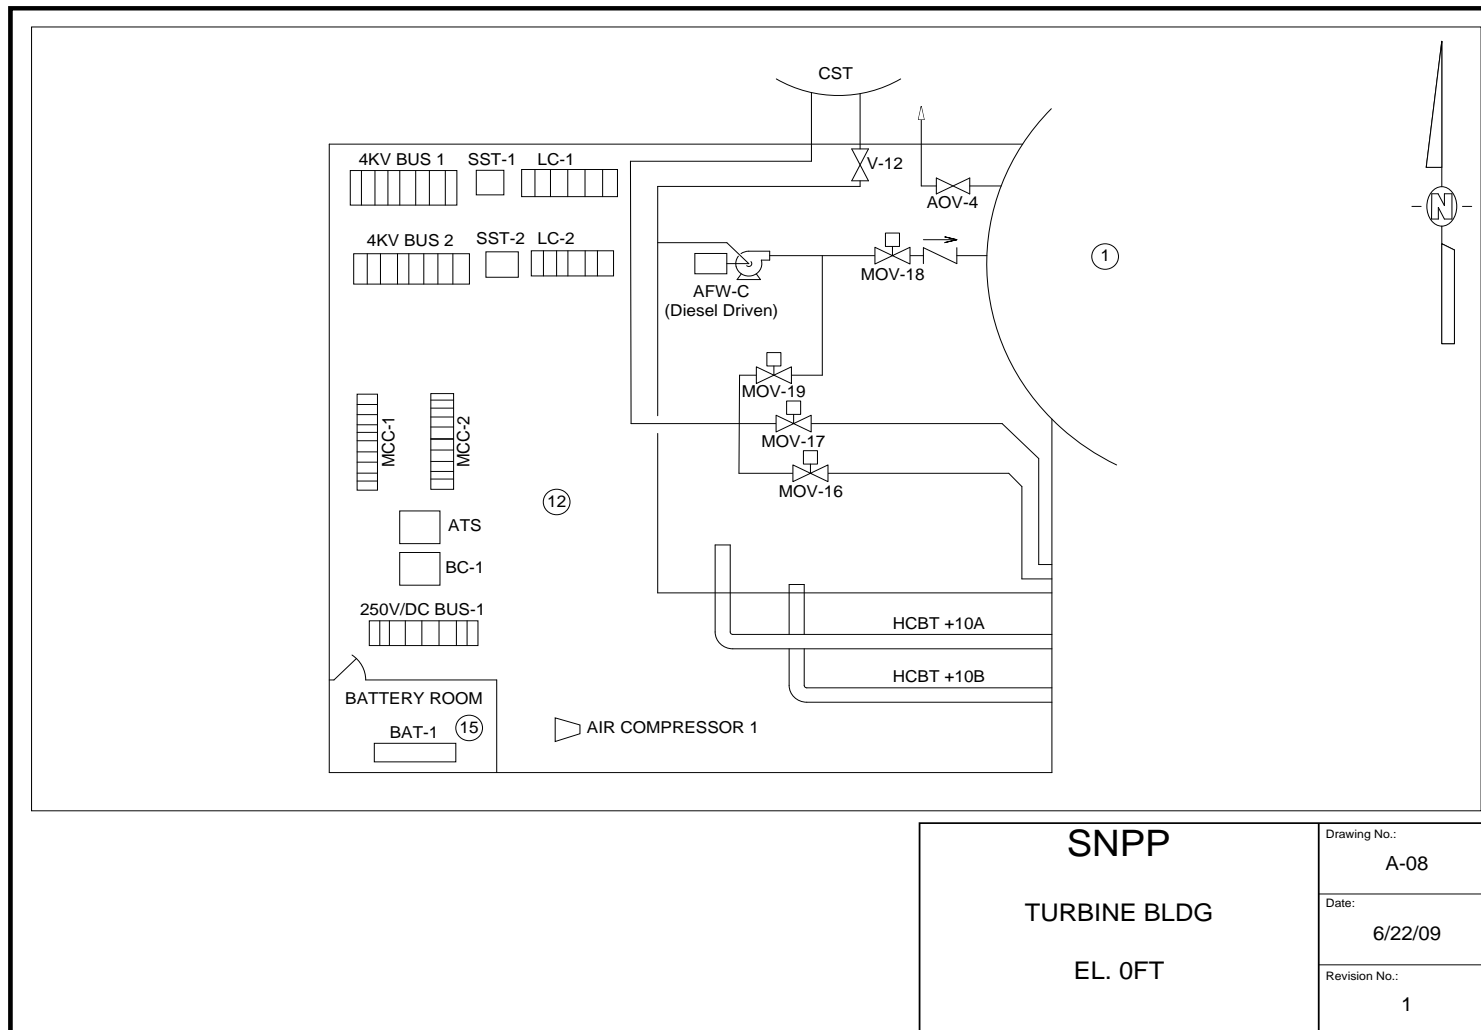 CST
4KV BUS 1
SST-1
LC-1
V-12
AOV-4
4KV BUS 2
SST-2
LC-2
MOV-18
AFW-C
(Diesel Driven)
1
N
MOV-19
MCC-1
MCC-2
MOV-17
MOV-16
12
ATS
BC-1
250V/DC BUS-1
HCBT +10A
HCBT +10B
BATTERY ROOM
BAT-1
15
AIR COMPRESSOR 1
SNPP
TURBINE BLDG
EL. 0FT
Drawing No.:
A-08
Date:
6/22/09
Revision No.:
1